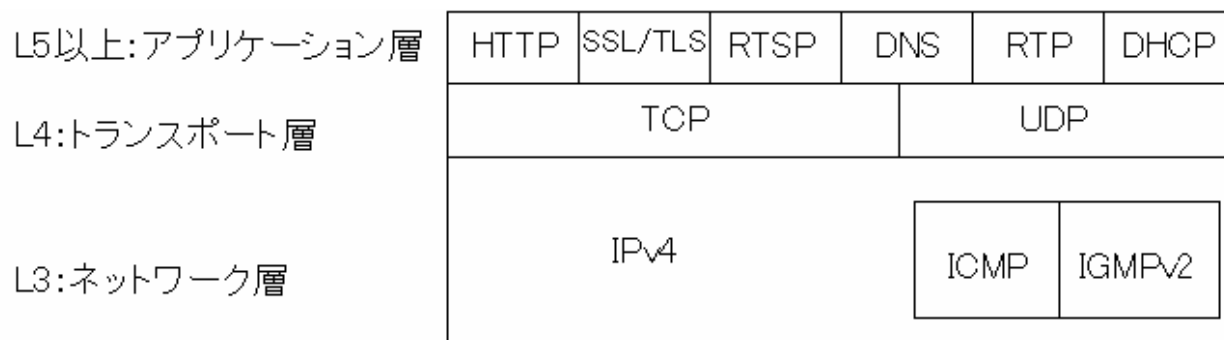 L5以上:アプリケーション層 HTTP SSL/TLS RTSP DNS RTP DHCP
L4:トランスポート層 TCP UDP
L3:ネットワーク層 IPv4 ICMP IGMPv2